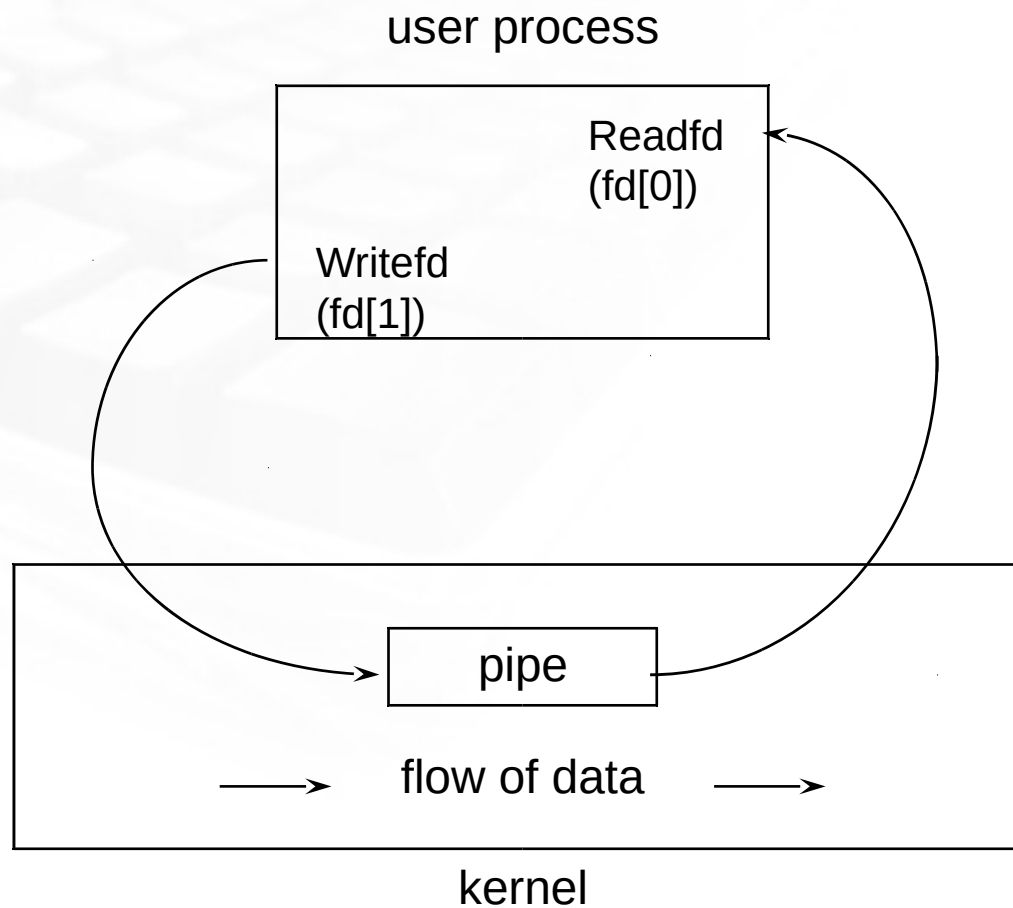 user process
Readfd
(fd[0])
Writefd
(fd[1])
pipe
flow of data
kernel